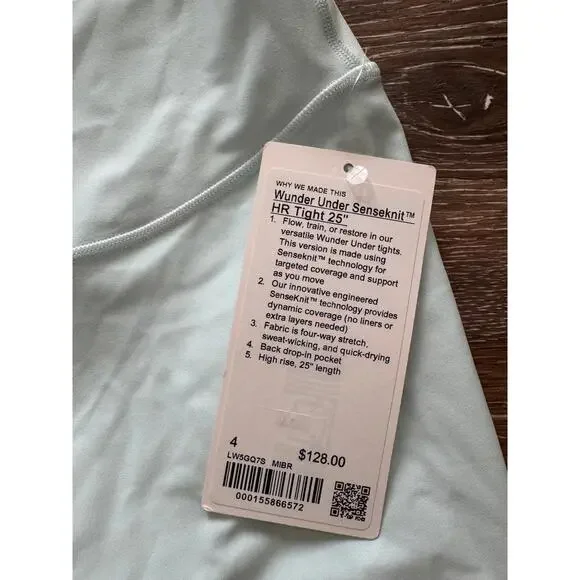 WHY WE MADE THIS
Wunder Under Senseknit™
HR Tight 25"
1. Flow, train, or restore in our
versatile Wunder Under tights.
This version is made using
Senseknit™ technology for
targeted coverage and support
as you move
2. Our innovative engineered
SenseKnit™ technology provides
dynamic coverage (no liners or
extra layers needed)
3. Fabric is four-way stretch,
sweat-wicking, and quick-drying
4. Back drop-in pocket
5. High rise, 25" length
4 $128.00
LW5GQ7S MIBR
000155866572